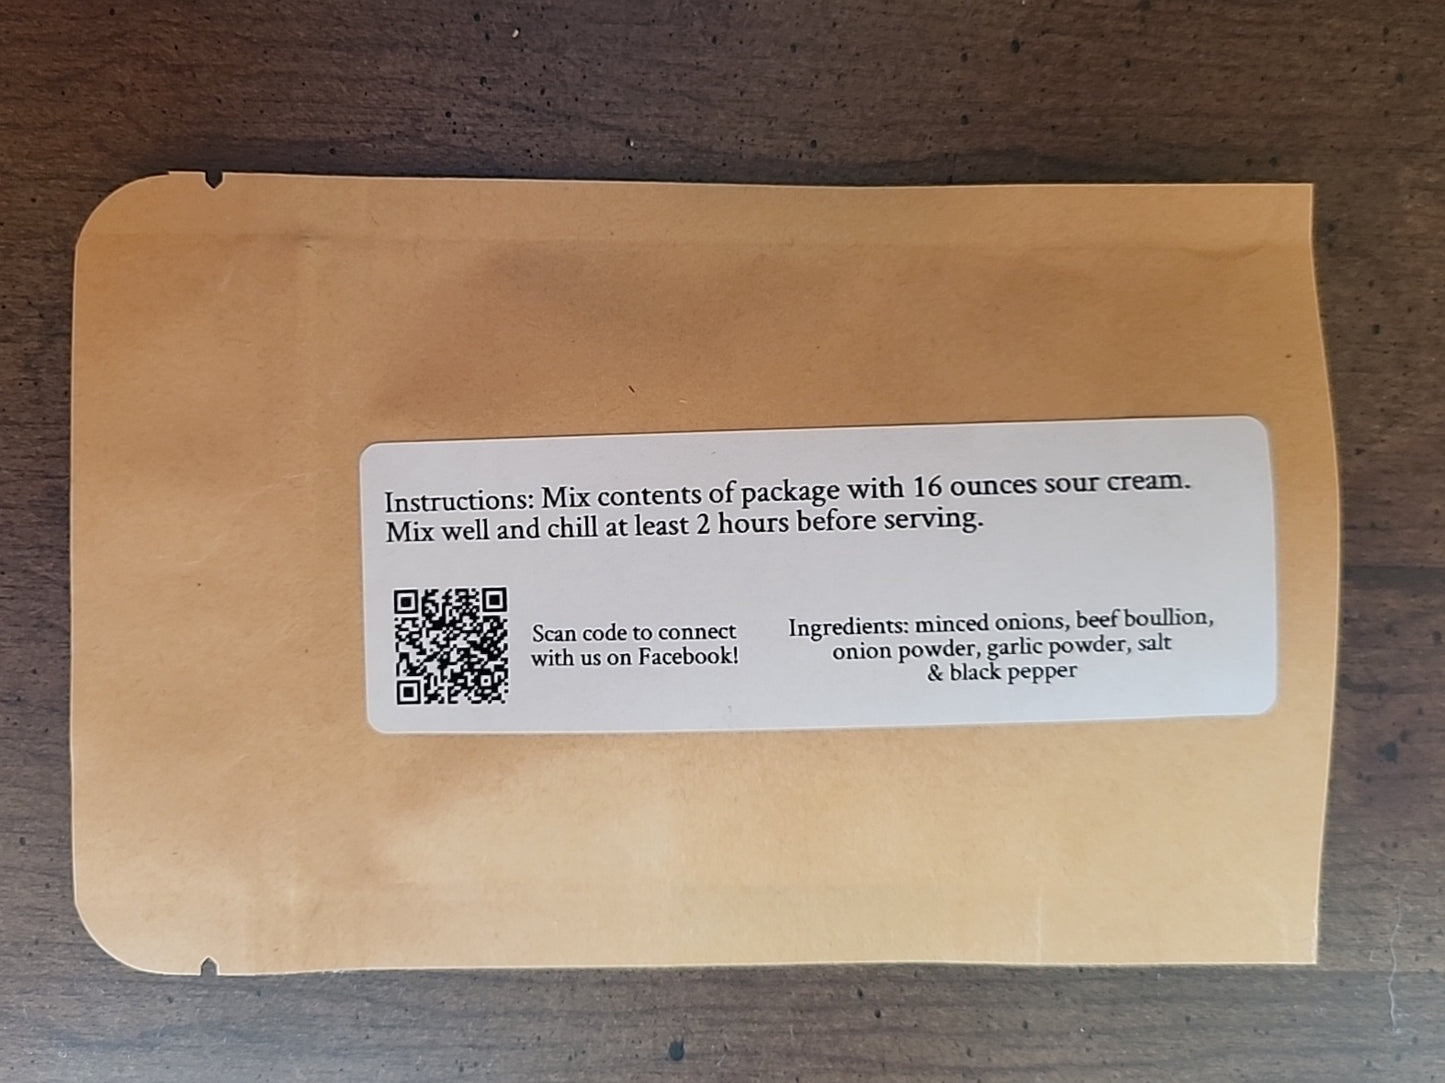 Instructions: Mix contents of package with 16 ounces sour cream.
Mix well and chill at least 2 hours before serving.
Scan code to connect
with us on Facebook!
Ingredients: minced onions, beef boullion,
onion powder, garlic powder, salt
& black pepper